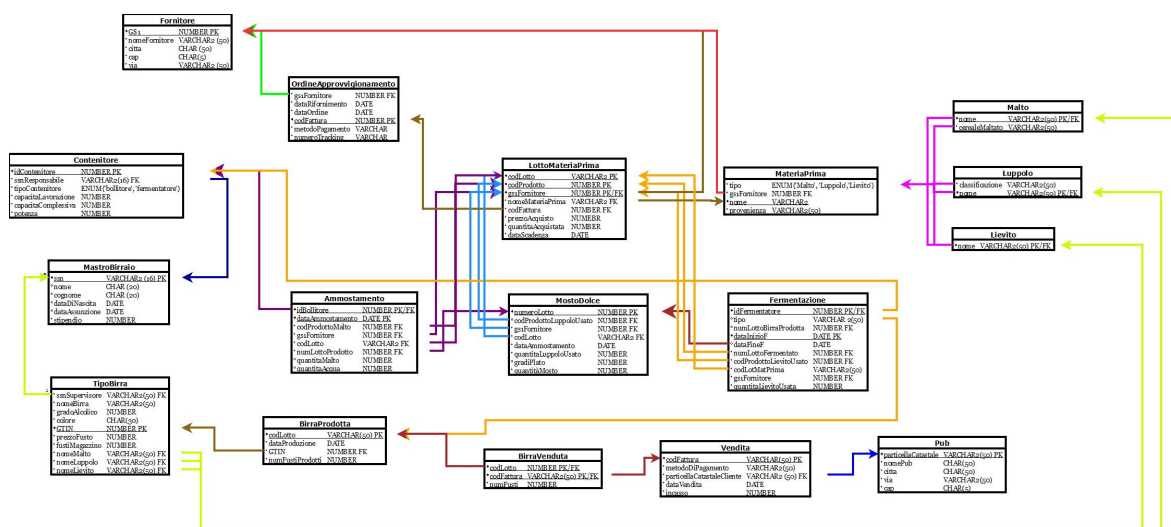 Fornitore
*GS1 NUMBER PK
* nomeFornitore VARCHAR2 (50)
* citta CHAR (50)
* cap CHAR(5)
* via VARCHAR2 (50)
OrdineApprovvigionamento
* gs1Fornitore NUMBER FK
* dataRifornimento DATE
* dataOrdine DATE
*codFattura NUMBER PK
* metodoPagamento VARCHAR
* numeroTracking VARCHAR
Contenitore
*idContenitore NUMBER PK
* ssnResponsabile VARCHAR2(16) FK
* tipoContenitore ENUM{'bollitore', 'fermentatore'}
* capacitaLavorazione NUMBER
* capacitaComplessiva NUMBER
* potenza NUMBER
LottoMateriaPrima
*codLotto VARCHAR2 PK
*codProdotto NUMBER PK
*gs1Fornitore NUMBER PK/FK
* nomeMateriaPrima VARCHAR2 FK
* codFattura NUMBER FK
* prezzoAcquisto NUMEBR
* quantitaAcquistata NUMBER
* dataScadenza DATE
MateriaPrima
* tipo ENUM{'Malto', 'Luppolo','Lievito'}
* gs1Fornitore NUMBER FK
*nome VARCHAR2
* provenienza VARCHAR2(50)
Malto
*nome VARCHAR2(50) PK/FK
* cerealeMaltato VARCHAR2(50)
Luppolo
* classificazione VARCHAR2(50)
*nome VARCHAR2(50) PK/FK
Lievito
*nome VARCHAR2(50) PK/FK
MastroBirraio
*ssn VARCHAR2 (16) PK
* nome CHAR (20)
* cognome CHAR (20)
* dataDiNascita DATE
* dataAssunzione DATE
* stipendio NUMBER
Ammostamento
*idBollitore NUMBER PK/FK
*dataAmmostamento DATE PK
* codProdottoMalto NUMBER FK
* gs1Fornitore NUMBER FK
* codLotto VARCHAR2 FK
* numLottoProdotto NUMBER FK
* quantitaMalto NUMBER
* quantitaAcqua NUMBER
MostoDolce
*numeroLotto NUMBER PK
* codProdottoLuppoloUsato NUMBER FK
* gs1Fornitore NUMBER FK
* codLotto VARCHAR2 FK
* dataAmmostamento DATE
* quantitaLuppoloUsato NUMBER
* gradiPlato NUMBER
* quantitàMosto NUMBER
Fermentazione
*idFermentatore NUMBER PK/FK
*tipo VARCHAR 2(50)
* numLottoBirraProdotta NUMBER FK
*dataInizioF DATE PK
* dataFineF DATE
* numLottoFermentato NUMBER FK
* codProdottoLievitoUsato NUMBER FK
* codLotMatPrima VARCHAR2(50)
* gs1Fornitore NUMBER FK
* quantitaLievitoUsata NUMBER
TipoBirra
* ssnSupervisore VARCHAR2(50) FK
* nomeBirra VARCHAR2(50)
* gradoAlcolico NUMBER
* colore CHAR(30)
*GTIN NUMBER PK
* prezzoFusto NUMBER
* fustiMagazzino NUMBER
* nomeMalto VARCHAR2(50) FK
* nomeLuppolo VARCHAR2(50) FK
* nomeLievito VARCHAR2(50) FK
BirraProdotta
*codLotto VARCHAR(50) PK
* dataProduzione DATE
* GTIN NUMBER FK
* numFustiProdotti NUMBER
BirraVenduta
*codLotto NUMBER PK/FK
*codFattura VARCHAR2(50) PK/FK
* numFusti NUMBER
Vendita
*codFattura VARCHAR(50) PK
* metodoDiPagamento VARCHAR2(50)
* particellaCatastaleCliente VARCHAR2(50) FK
* dataVendita DATE
* incasso NUMBER
Pub
*particellaCatastale VARCHAR(50) PK
* nomePub CHAR(50)
* citta CHAR(50)
* via VARCHAR2(50)
* cap CHAR(5)